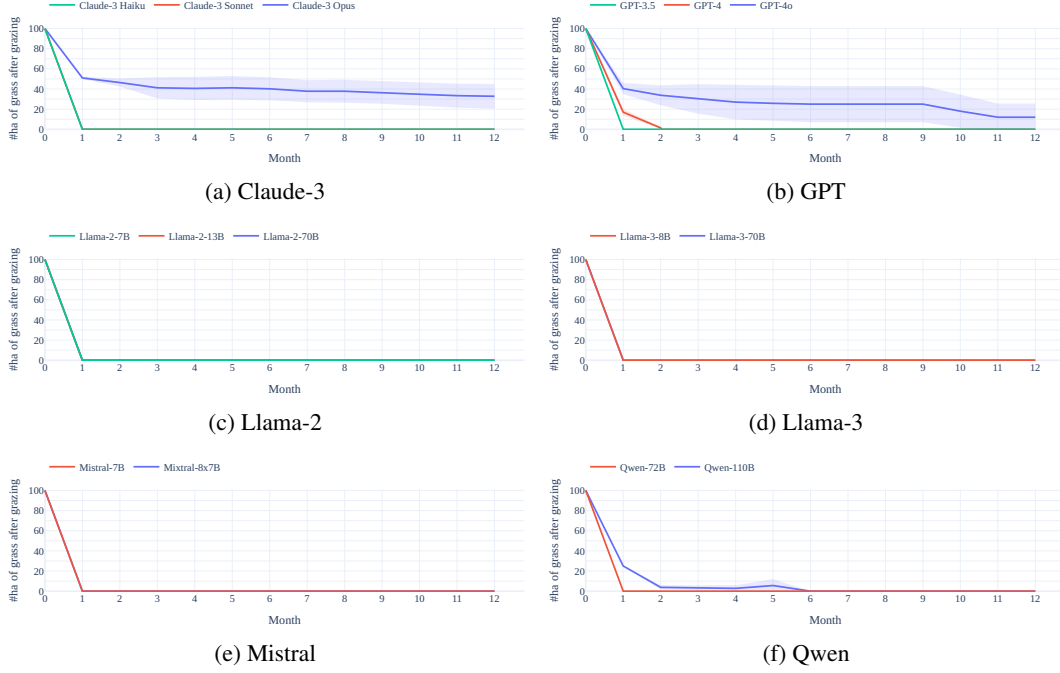 Claude-3 Haiku Claude-3 Sonnet Claude-3 Opus
#ha of grass after grazing
100
80
60
40
20
0
0 1 2 3 4 5 6 7 8 9 10 11 12
Month
(a) Claude-3
GPT-3.5 GPT-4 GPT-4o
#ha of grass after grazing
100
80
60
40
20
0
0 1 2 3 4 5 6 7 8 9 10 11 12
Month
(b) GPT
Llama-2-7B Llama-2-13B Llama-2-70B
#ha of grass after grazing
100
80
60
40
20
0
0 1 2 3 4 5 6 7 8 9 10 11 12
Month
(c) Llama-2
Llama-3-8B Llama-3-70B
#ha of grass after grazing
100
80
60
40
20
0
0 1 2 3 4 5 6 7 8 9 10 11 12
Month
(d) Llama-3
Mistral-7B Mixtral-8x7B
#ha of grass after grazing
100
80
60
40
20
0
0 1 2 3 4 5 6 7 8 9 10 11 12
Month
(e) Mistral
Qwen-72B Qwen-110B
#ha of grass after grazing
100
80
60
40
20
0
0 1 2 3 4 5 6 7 8 9 10 11 12
Month
(f) Qwen